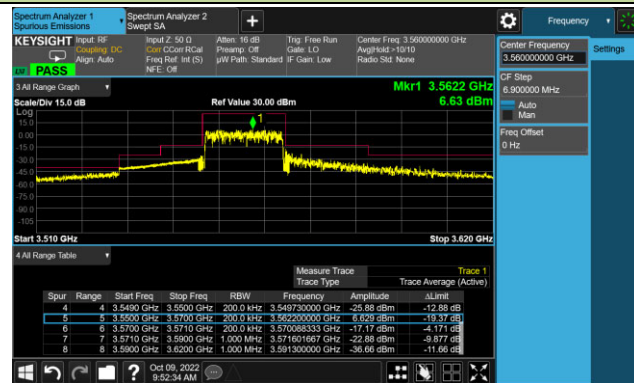 Spectrum Analyzer 1
Spurious Emissions
Spectrum Analyzer 2
Swept SA
+
Frequency
KEYSIGHT
Input: RF
Coupling: DC
Align: Auto
Input Z: 50 Ω
Corr CCorr RCal
Freq Ref: Int (S)
NFE: Off
Atten: 16 dB
Preamp: Off
µW Path: Standard
Trig: Free Run
Gate: LO
IF Gain: Low
Center Freq: 3.560000000 GHz
Avg|Hold:>10/10
Radio Std: None
PASS
Center Frequency
3.560000000 GHz
Settings
CF Step
6.900000 MHz
Auto
Man
Freq Offset
0 Hz
3 All Range Graph
Mkr1 3.5622 GHz
Scale/Div 15.0 dB
Ref Value 30.00 dBm
6.63 dBm
Log
15.0
0.00
-15.0
-30.0
-45.0
-60.0
-75.0
-90.0
-105
1
Start 3.510 GHz
Stop 3.620 GHz
4 All Range Table
Measure Trace
Trace 1
Trace Type
Trace Average (Active)
Spur Range Start Freq Stop Freq RBW Frequency Amplitude ΔLimit
4 4 3.5490 GHz 3.5500 GHz 200.0 kHz 3.549730000 GHz -25.88 dBm -12.88 dB
5 5 3.5500 GHz 3.5700 GHz 200.0 kHz 3.562200000 GHz 6.629 dBm -19.37 dB
6 6 3.5700 GHz 3.5710 GHz 200.0 kHz 3.570088333 GHz -17.17 dBm -4.171 dB
7 7 3.5710 GHz 3.5900 GHz 1.000 MHz 3.571601667 GHz -22.88 dBm -9.877 dB
8 8 3.5900 GHz 3.6200 GHz 1.000 MHz 3.591300000 GHz -36.66 dBm -11.66 dB
?
Oct 09, 2022
9:52:34 AM